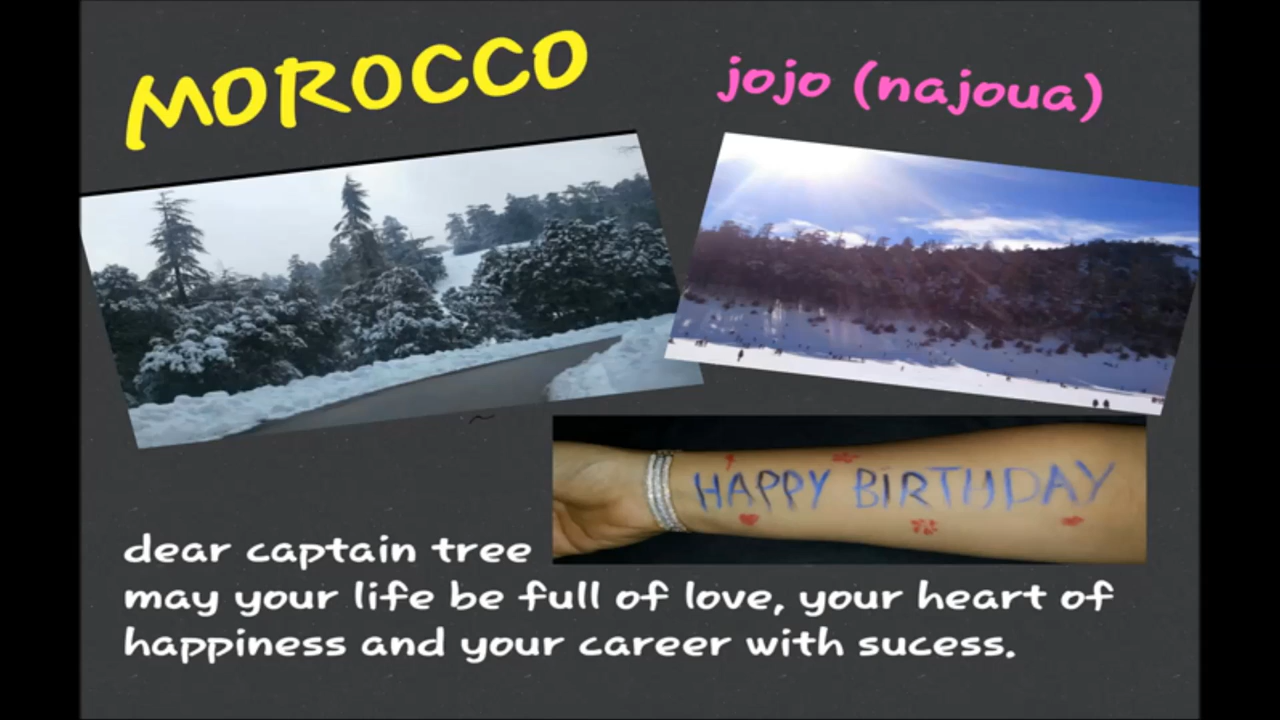 MOROCCO
jojo (najoua)
HAPPY BiRTHDAY
dear captain tree
may your life be full of love, your heart of
happiness and your career with sucess.